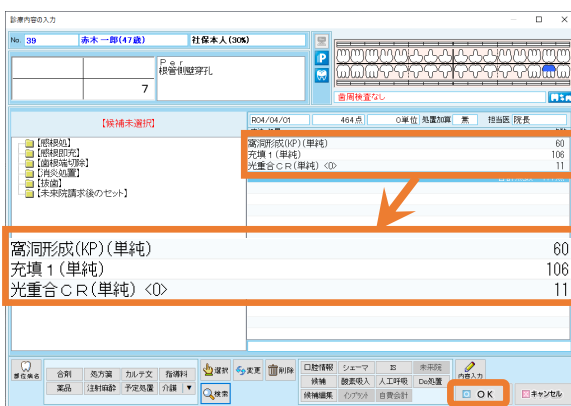 診療内容の入力
No. 39 赤木 一郎(47歳) 社保本人(30%)
Per
根管側壁穿孔
7
P
歯周検査なし
【候補未選択】
【感根処】
【感根即充】
【歯根端切除】
【消炎処置】
【抜歯】
【未来院請求後のセット】
R04/04/01 464点 0単位 処置加算 無 担当医 院長
窩洞形成(KP)(単純) 60
充填1(単純) 106
光重合CR(単純)<0> 11
窩洞形成(KP)(単純) 60
充填1(単純) 106
光重合CR(単純)<0> 11
部位病名
合剤 処方箋 カルテ文 指導料
薬品 注射麻酔 予定処置 介護 ▼
選択 変更 削除
検索
口腔情報 シェーマ 未来院
候補 酸素吸入 人工呼吸 Do処置
候補編集 インプラント 自費会計
内容入力
OK キャンセル